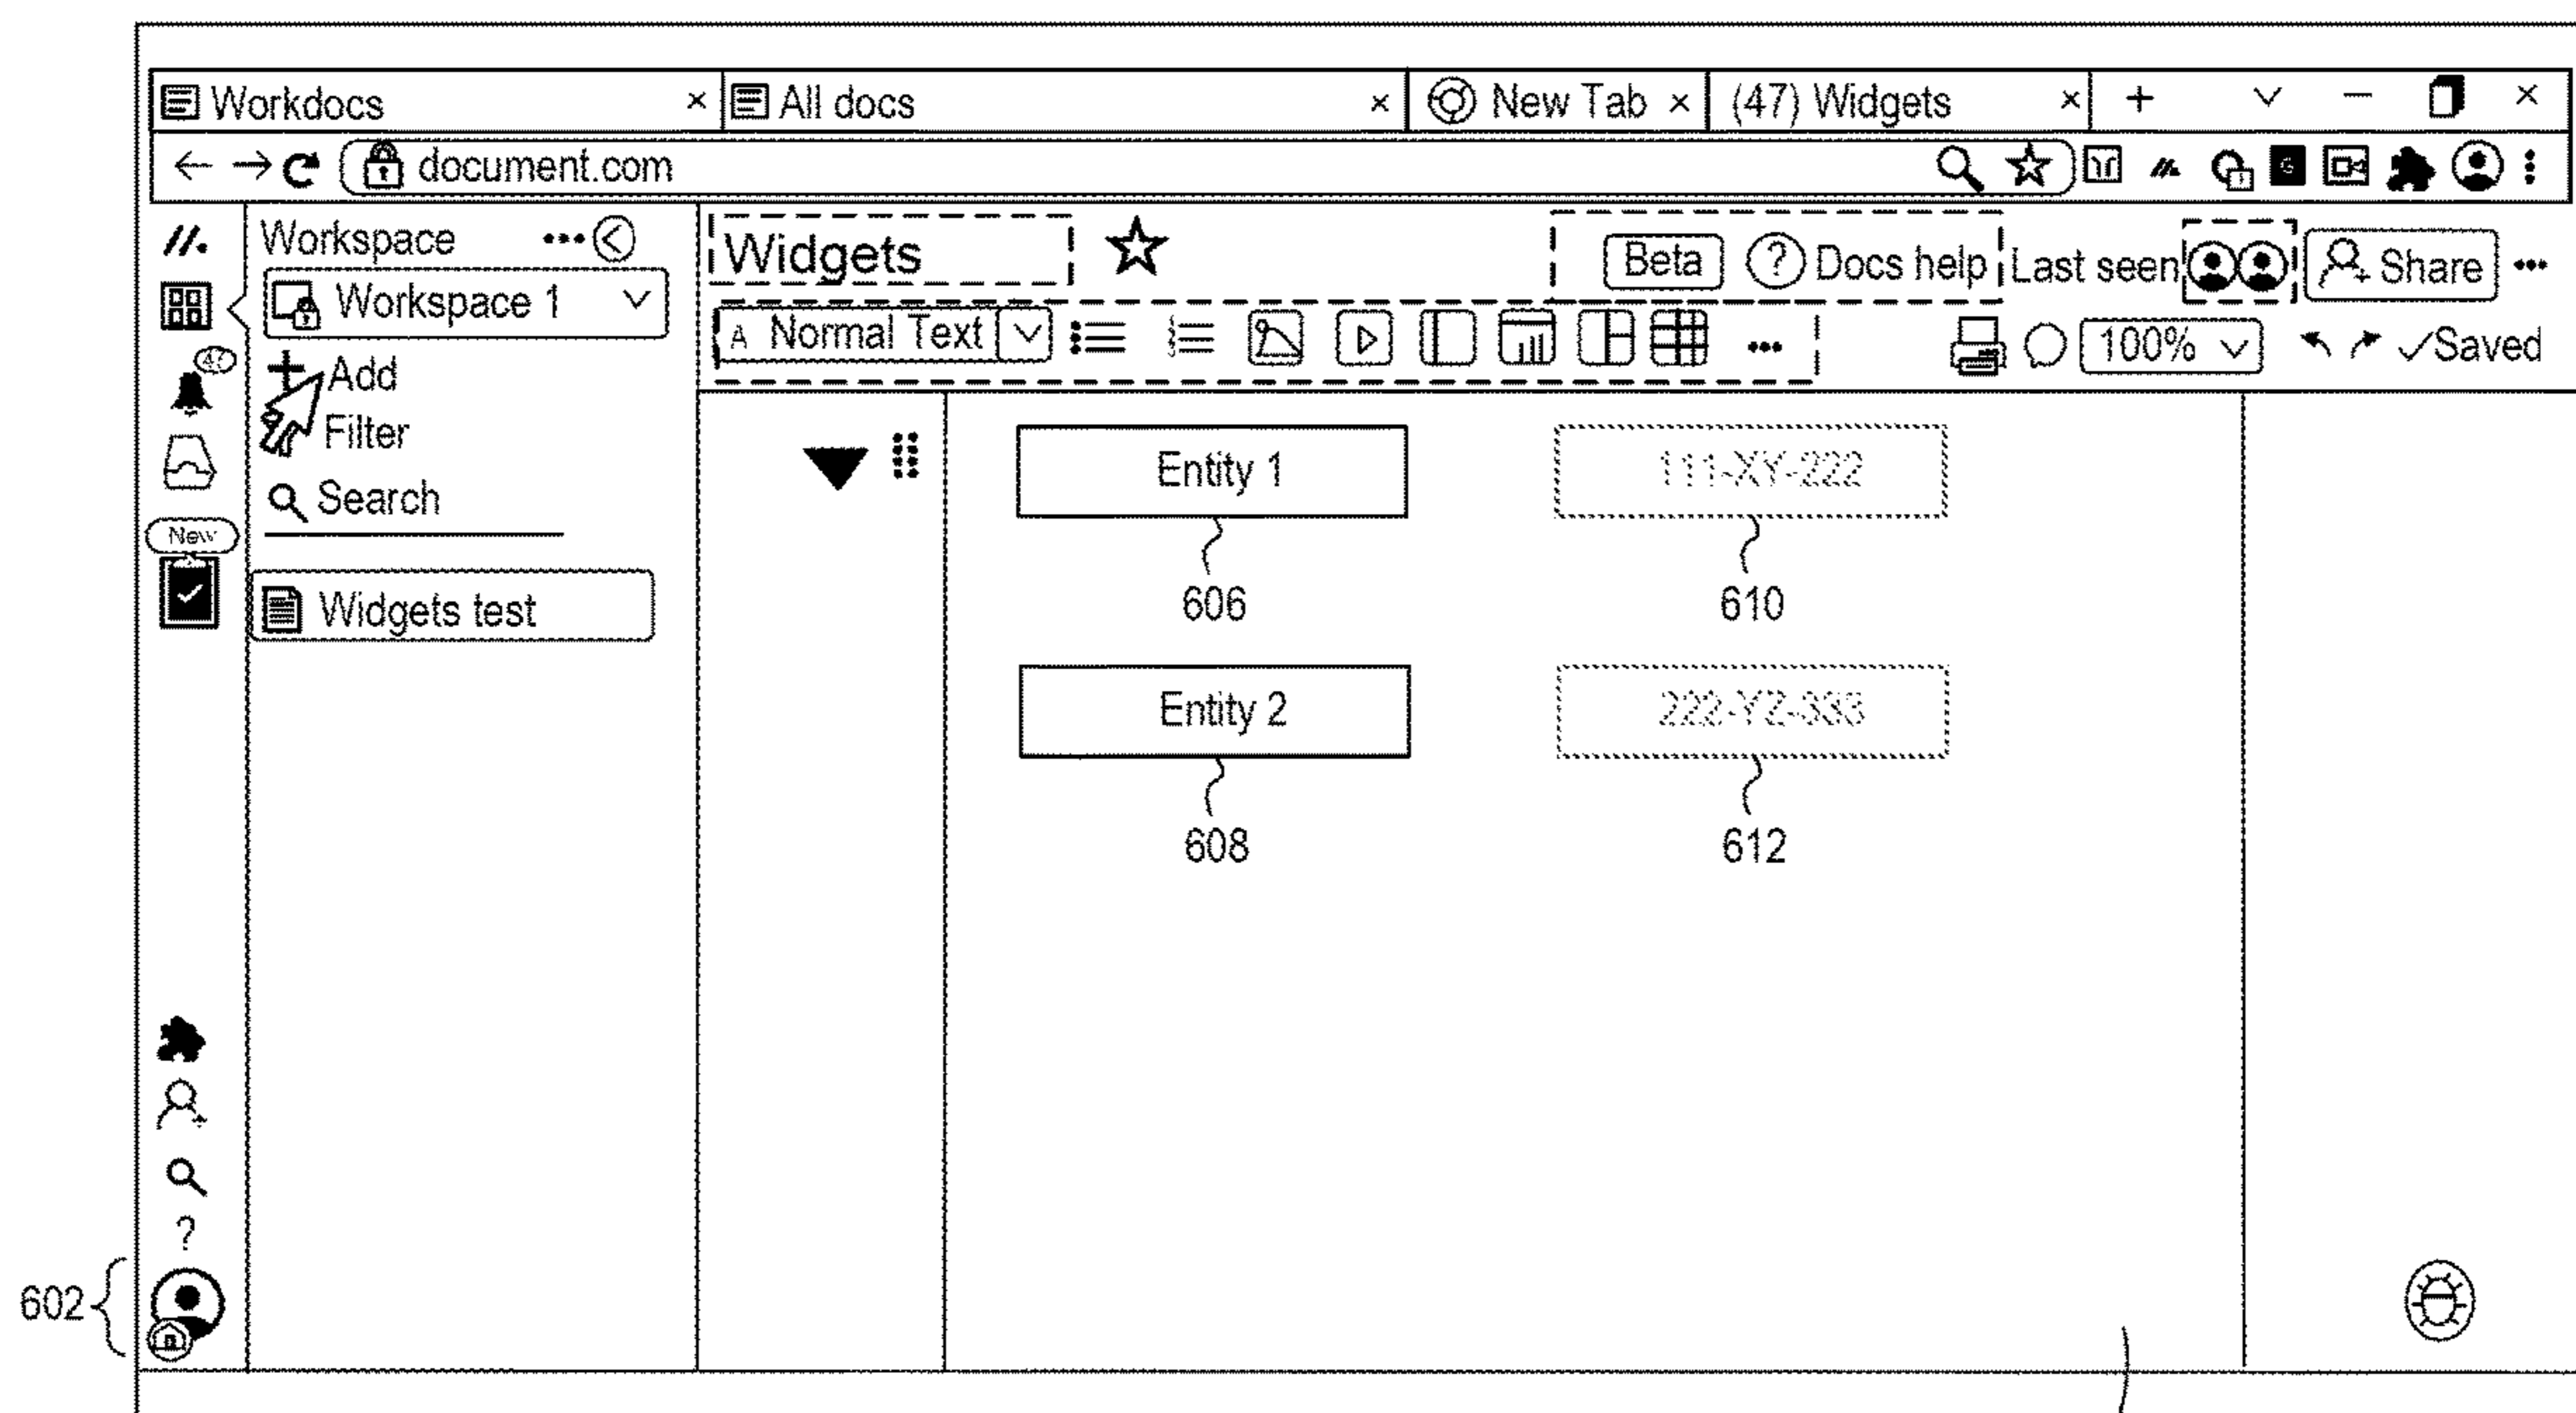 Workdocs × All docs × New Tab × (47) Widgets × + ×
document.com
Workspace ••• Widgets Beta ? Docs help Last seen Share •••
Workspace 1
A Normal Text ••• 100% Saved
47
Add
Filter
Search
New
Widgets test
Entity 1 111-XY-222
606 610
Entity 2 222-YZ-333
608 612
?
602